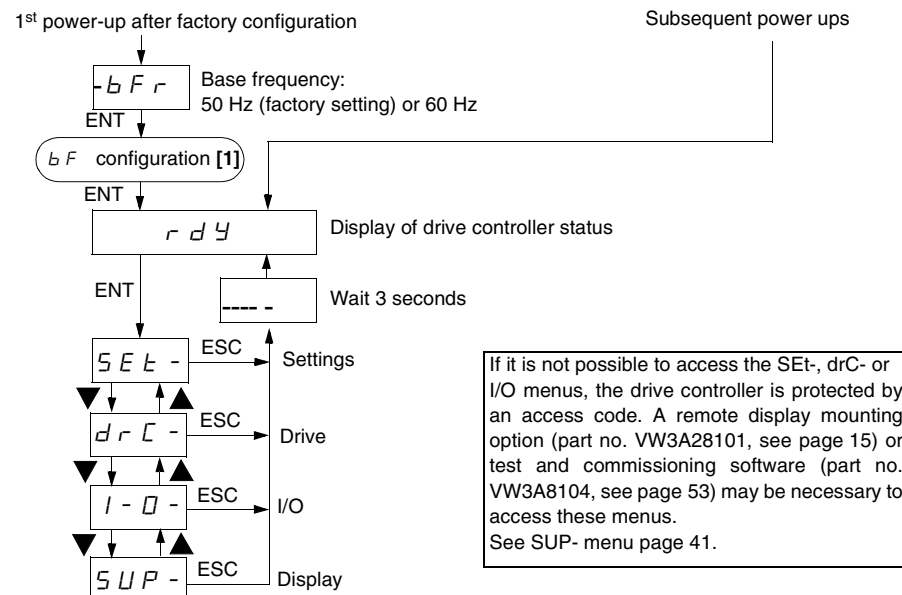 1st power-up after factory configuration
Subsequent power ups
-bFr
Base frequency:
50 Hz (factory setting) or 60 Hz
ENT
bF configuration [1]
ENT
rdY
Display of drive controller status
ENT
---- -
Wait 3 seconds
SEt -
ESC
Settings
drC -
ESC
Drive
I-O -
ESC
I/O
SUP -
ESC
Display
If it is not possible to access the SEt-, drC- or
I/O menus, the drive controller is protected by
an access code. A remote display mounting
option (part no. VW3A28101, see page 15) or
test and commissioning software (part no.
VW3A8104, see page 53) may be necessary to
access these menus.
See SUP- menu page 41.